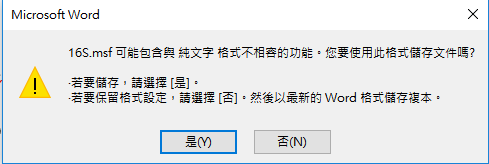 Microsoft Word
16S.msf 可能包含與 純文字 格式不相容的功能。您要使用此格式儲存文件嗎?
·若要儲存，請選擇 [是]。
·若要保留格式設定，請選擇 [否]。然後以最新的 Word 格式儲存複本。
是(Y)
否(N)